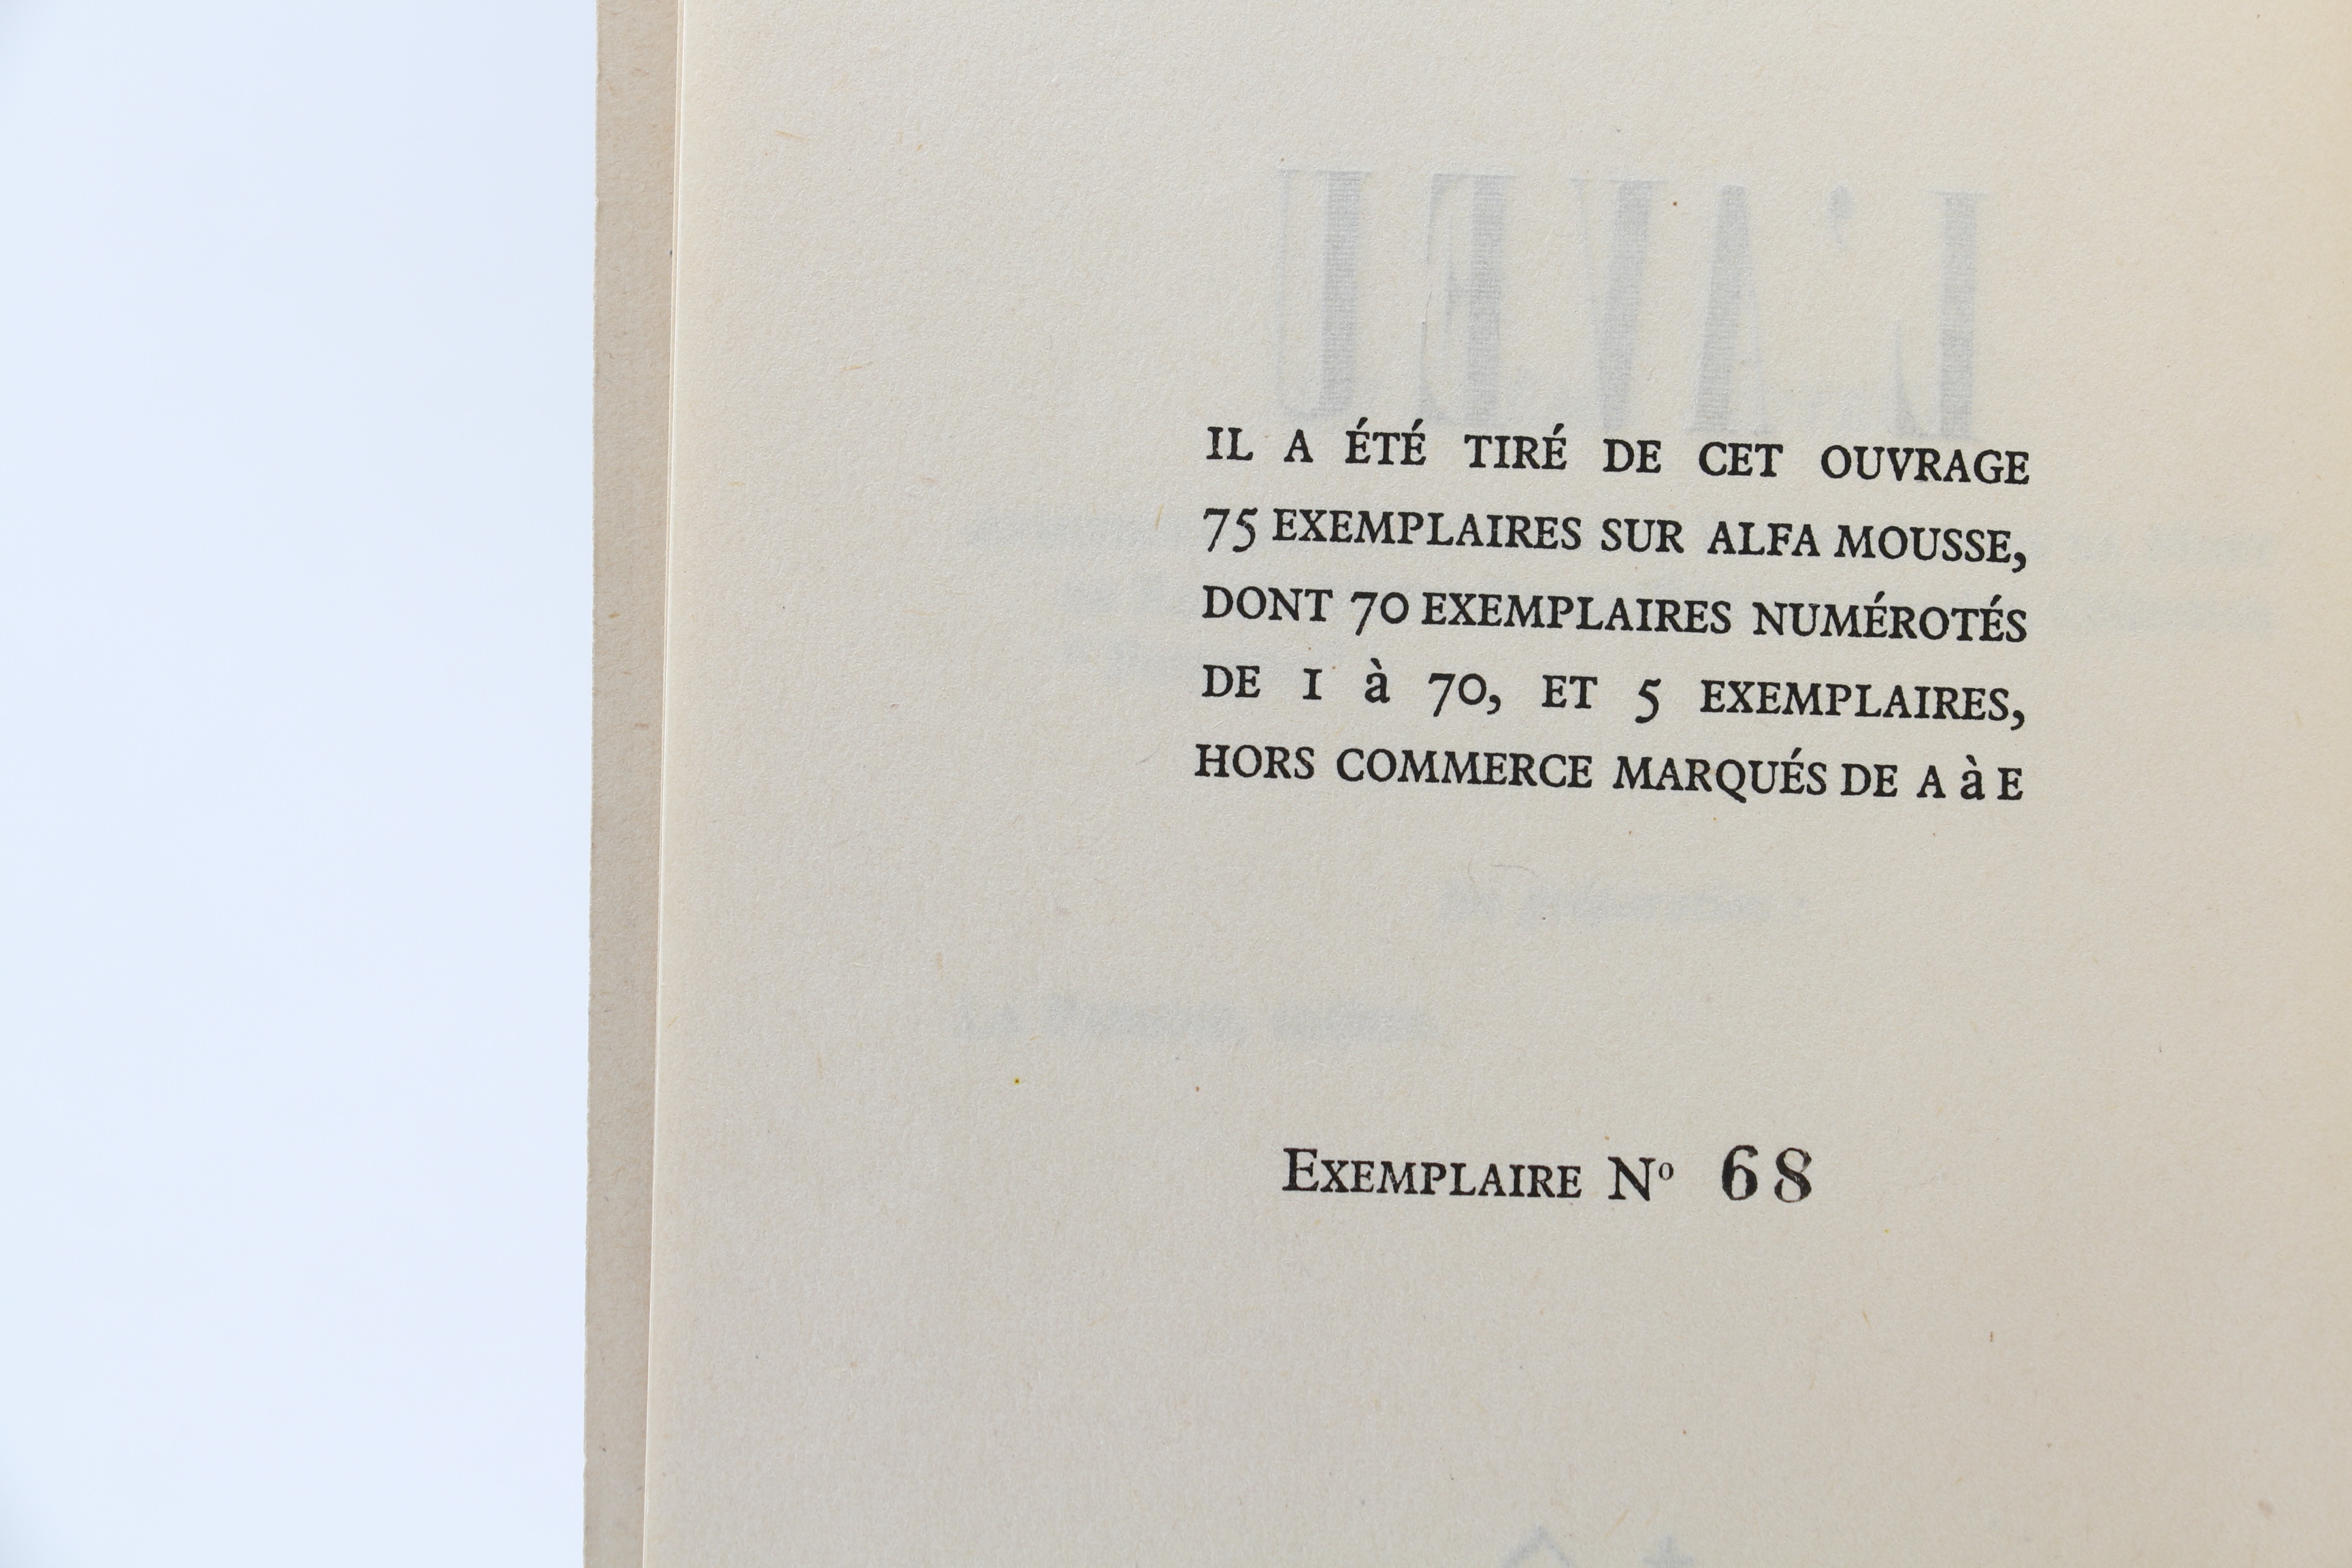 L'AVEU
IL A ÉTÉ TIRÉ DE CET OUVRAGE
75 EXEMPLAIRES SUR ALFA MOUSSE,
DONT 70 EXEMPLAIRES NUMÉROTÉS
DE 1 à 70, ET 5 EXEMPLAIRES,
HORS COMMERCE MARQUÉS DE A à E
EXEMPLAIRE Nº 68